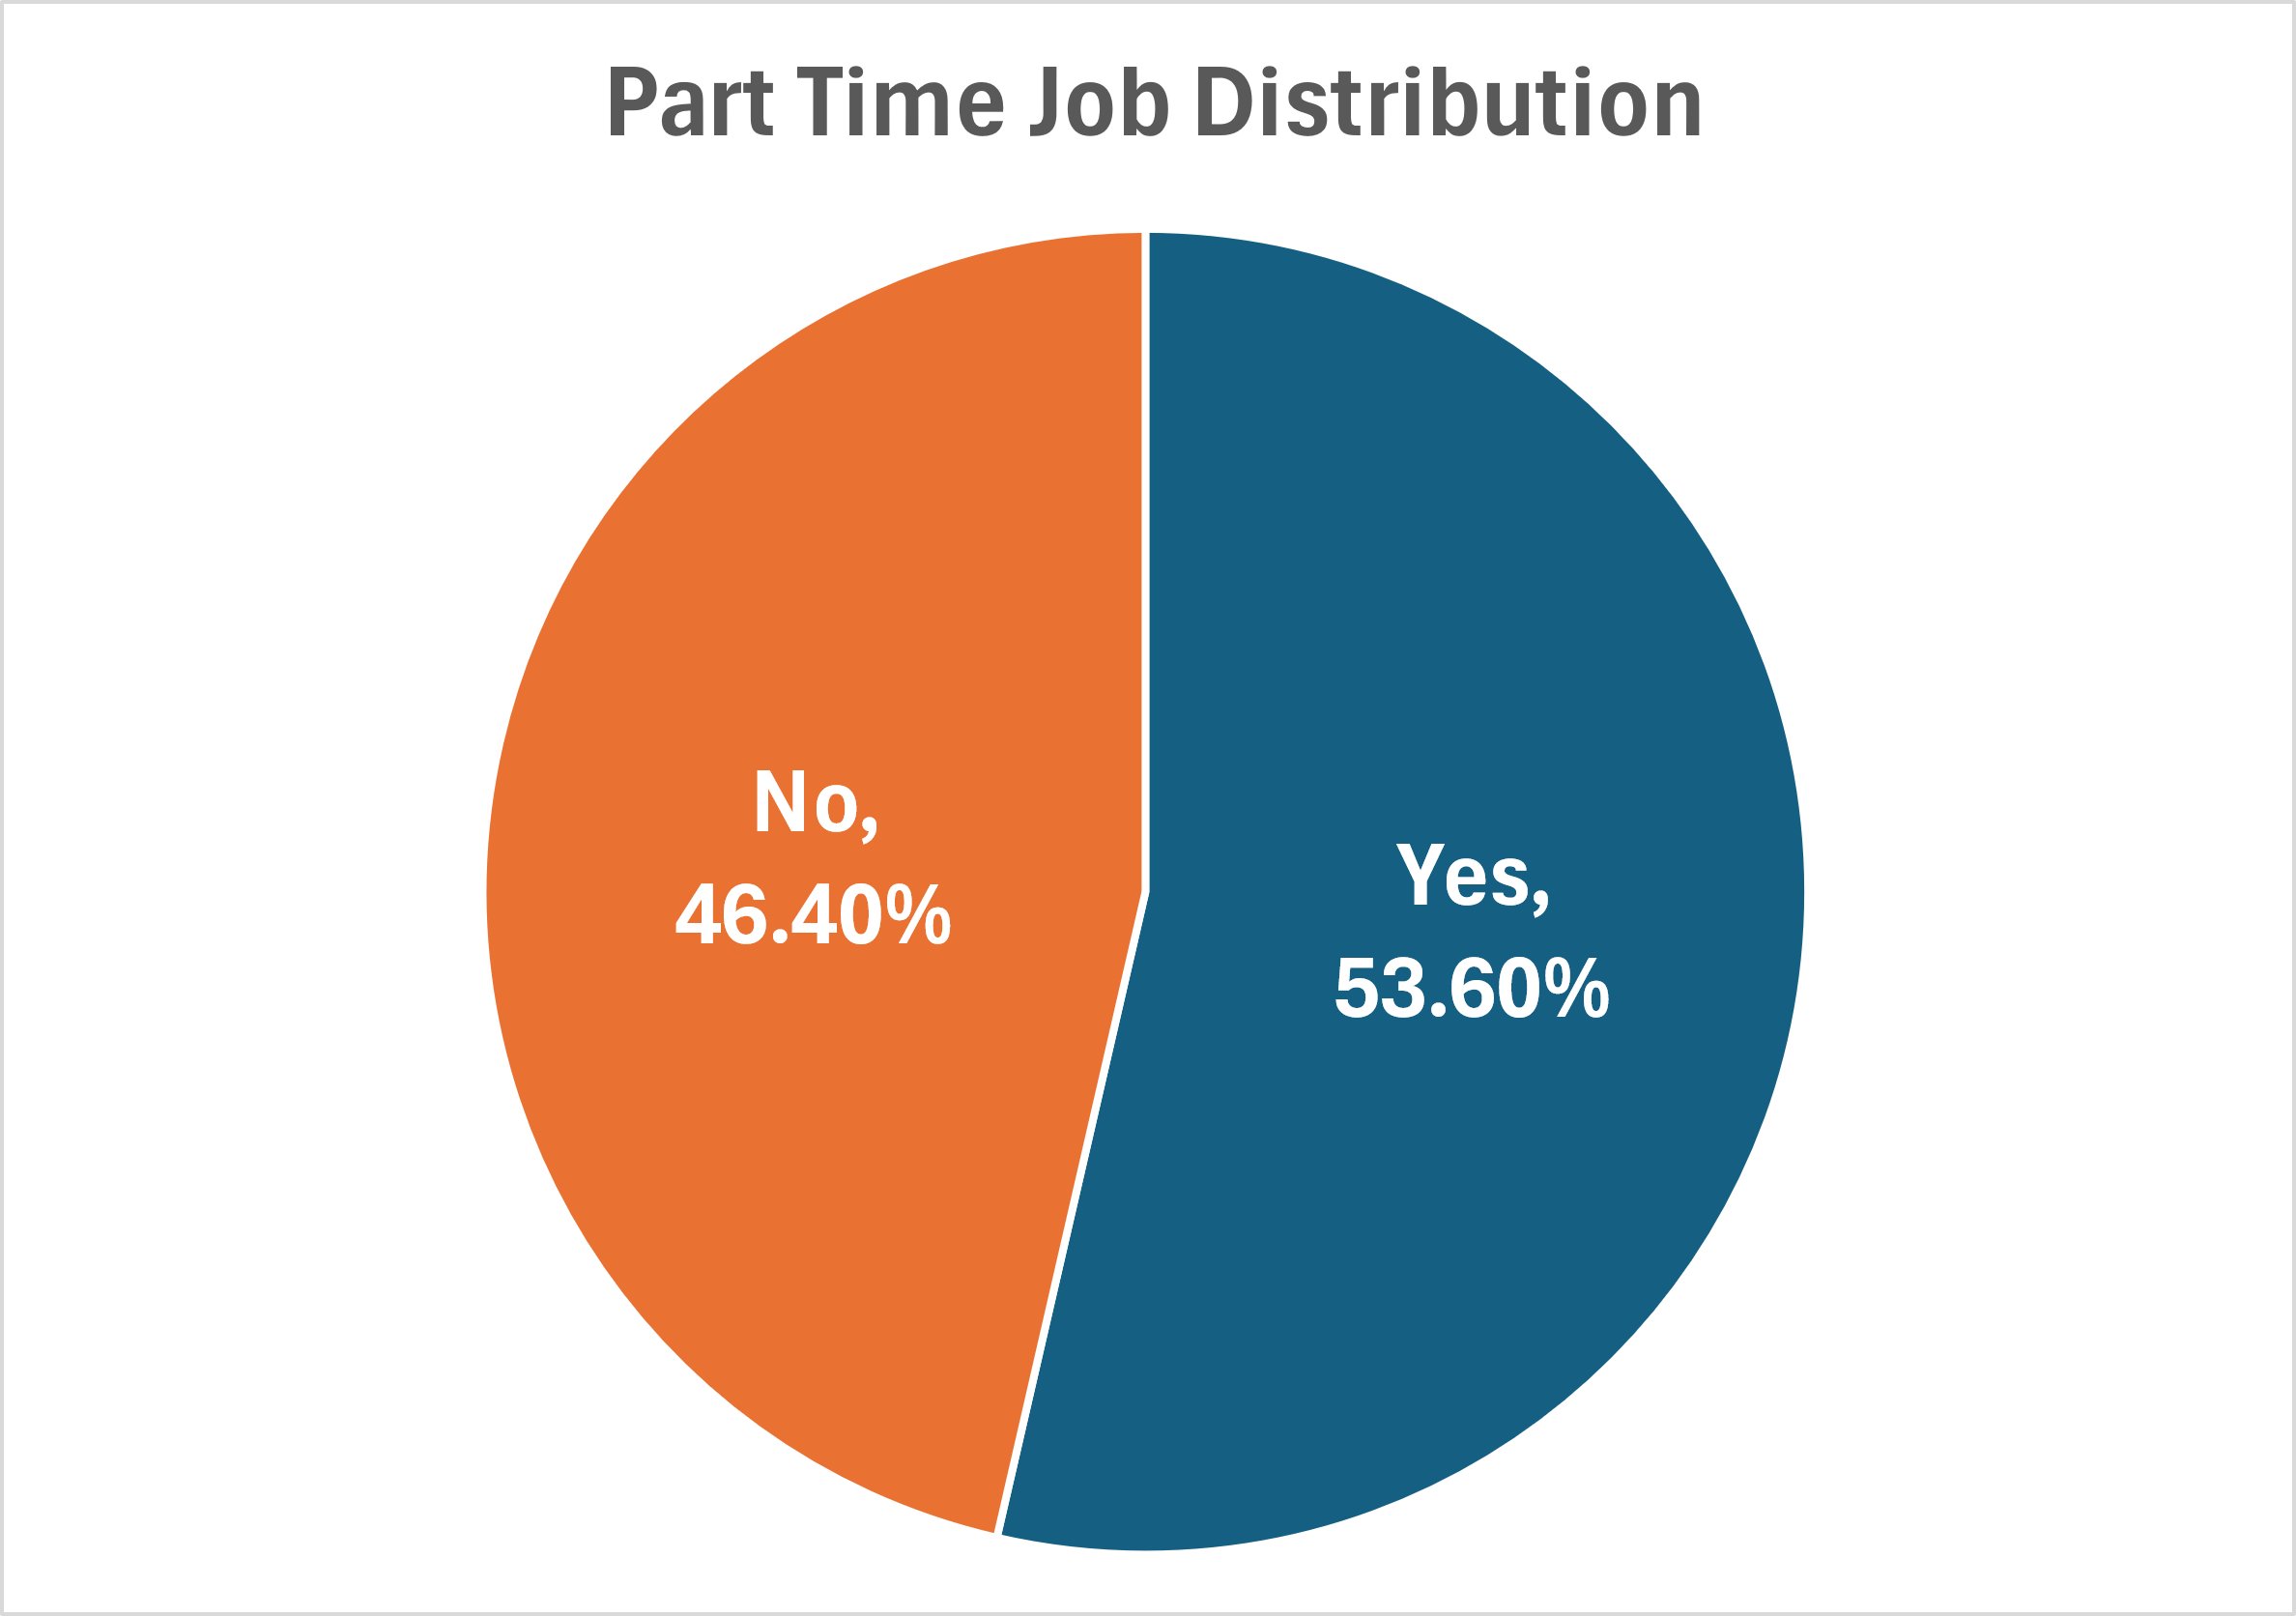 Part Time Job Distribution
No,
46.40%
Yes,
53.60%